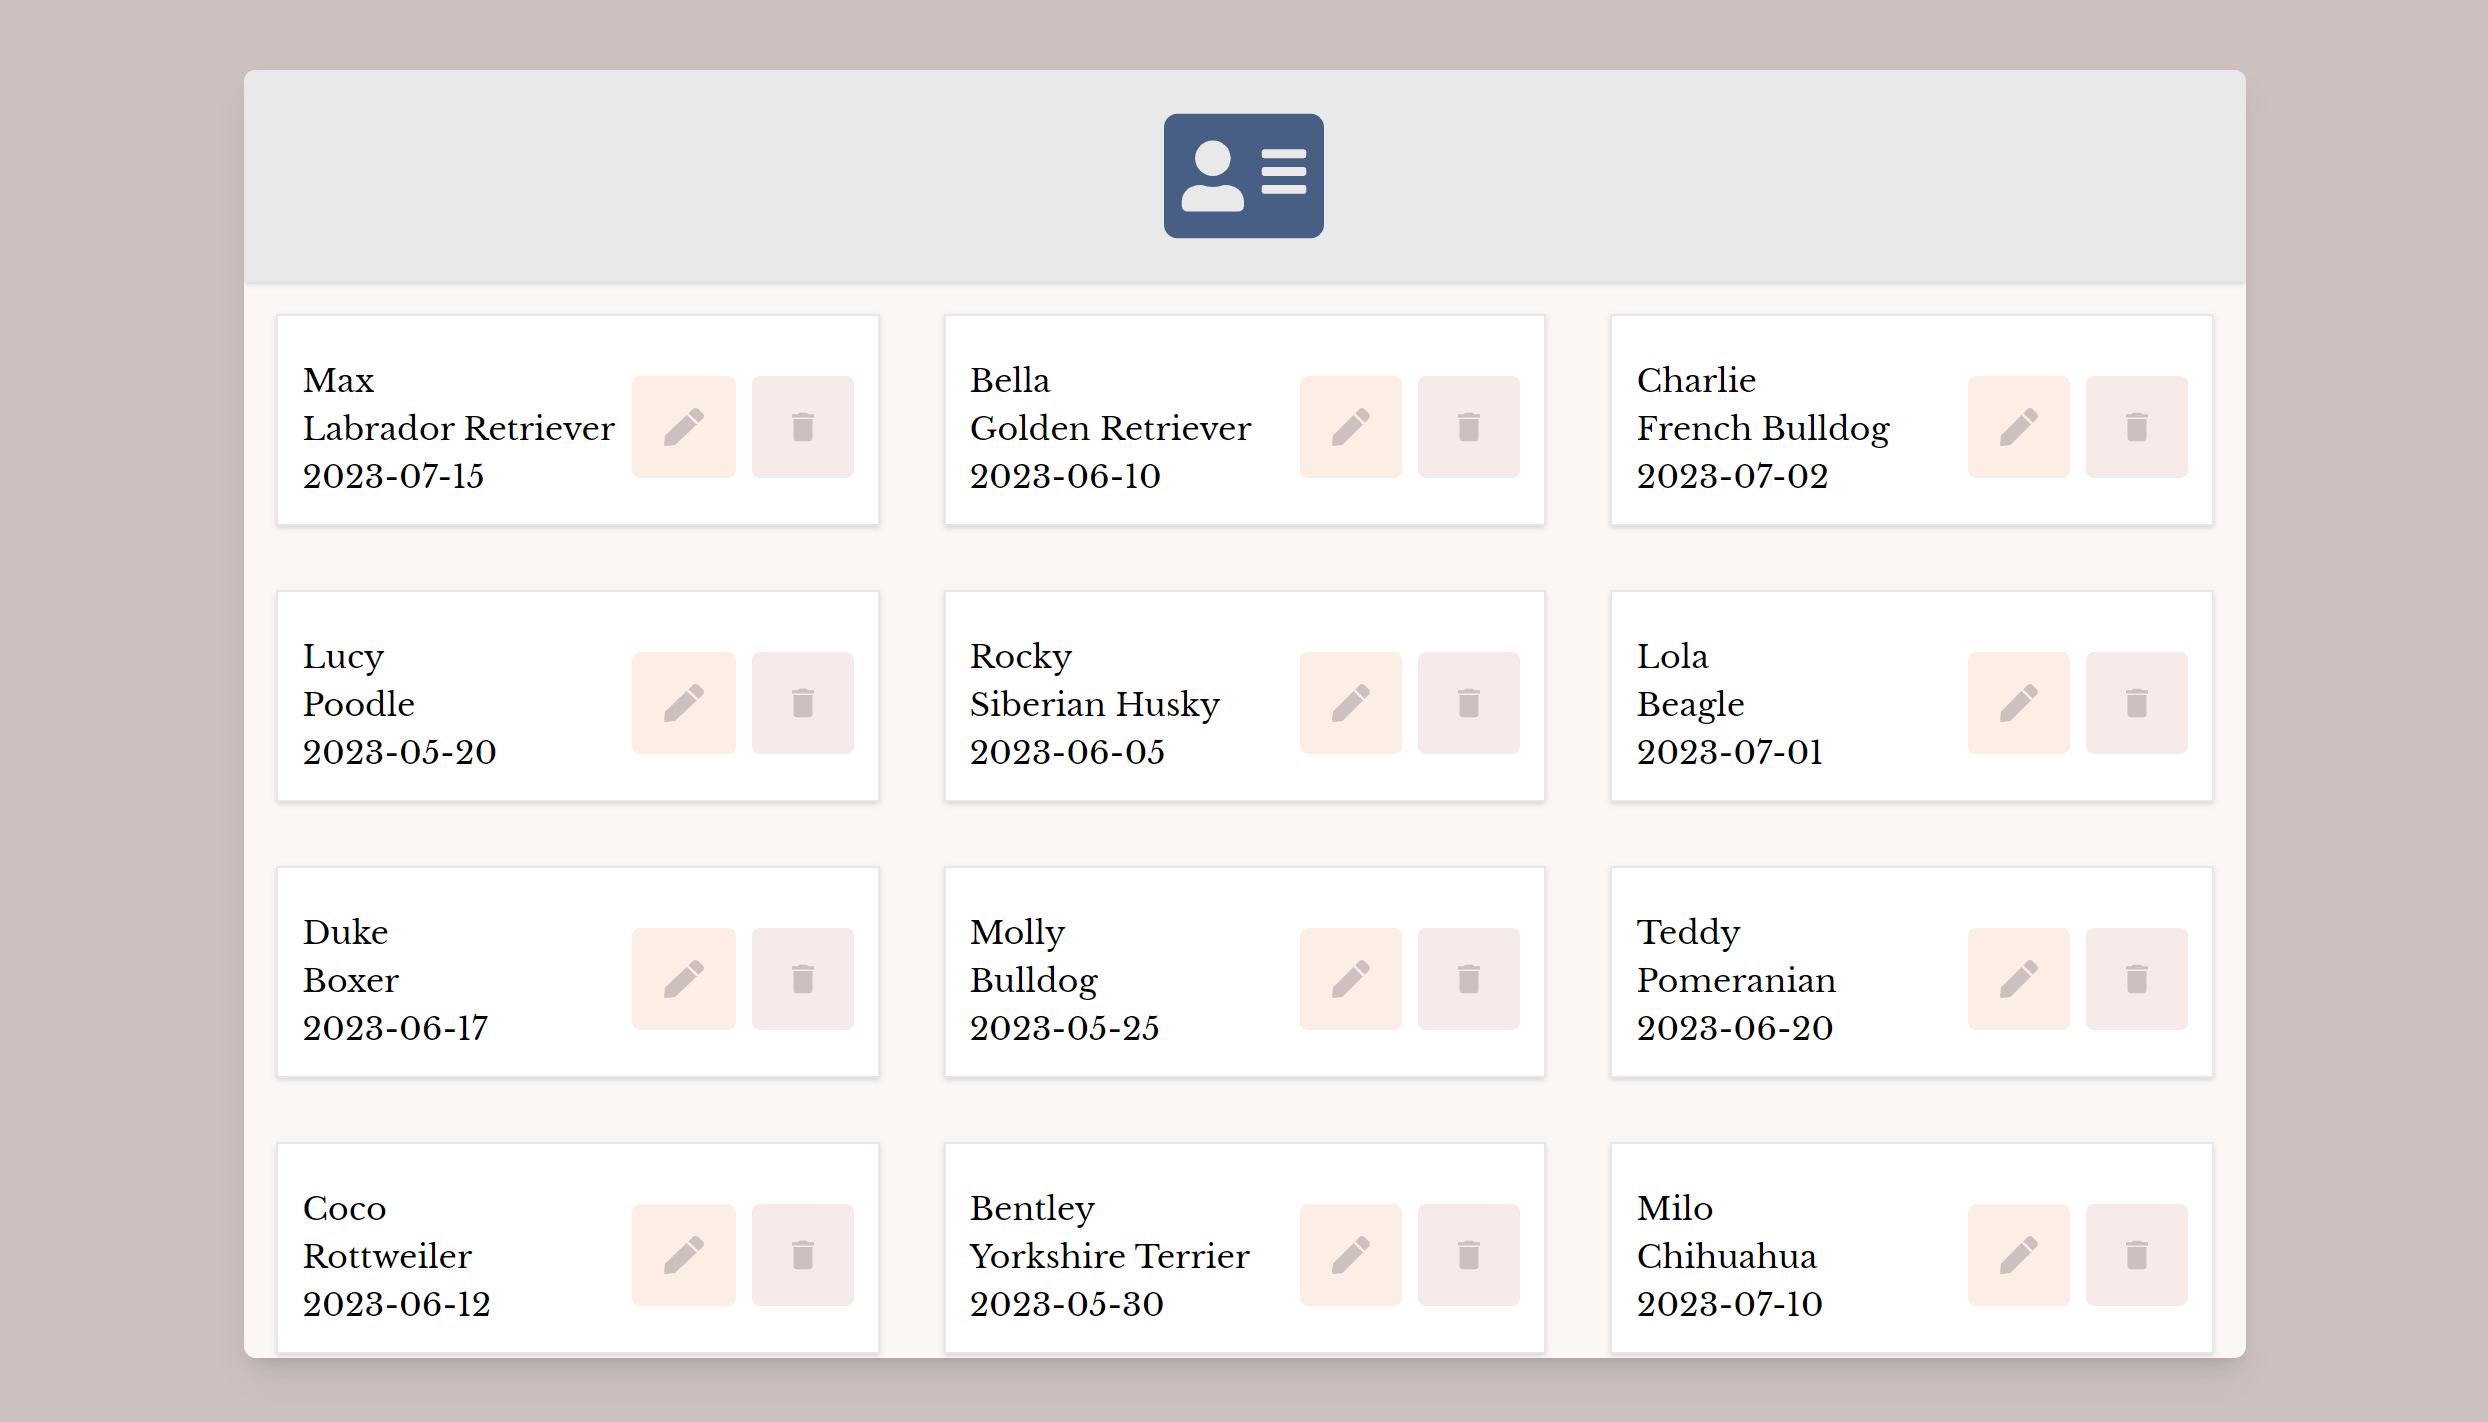 Max
Labrador Retriever
2023-07-15
Bella
Golden Retriever
2023-06-10
Charlie
French Bulldog
2023-07-02
Lucy
Poodle
2023-05-20
Rocky
Siberian Husky
2023-06-05
Lola
Beagle
2023-07-01
Duke
Boxer
2023-06-17
Molly
Bulldog
2023-05-25
Teddy
Pomeranian
2023-06-20
Coco
Rottweiler
2023-06-12
Bentley
Yorkshire Terrier
2023-05-30
Milo
Chihuahua
2023-07-10